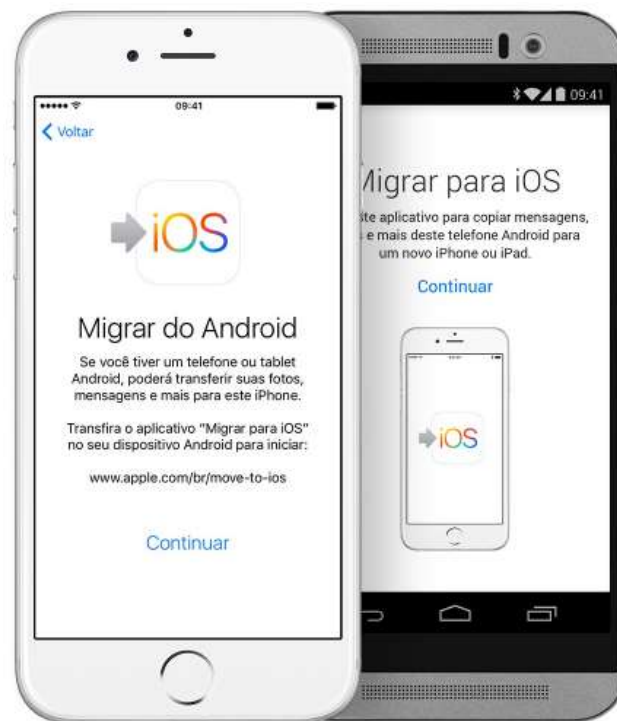 09:41
Voltar
iOS
Migrar do Android
Se você tiver um telefone ou tablet
Android, poderá transferir suas fotos,
mensagens e mais para este iPhone.
Transfira o aplicativo “Migrar para iOS”
no seu dispositivo Android para iniciar:
www.apple.com/br/move-to-ios
Continuar
09:41
Migrar para iOS
aplicativo para copiar mensagens,
e mais deste telefone Android para
um novo iPhone ou iPad.
Continuar
iOS